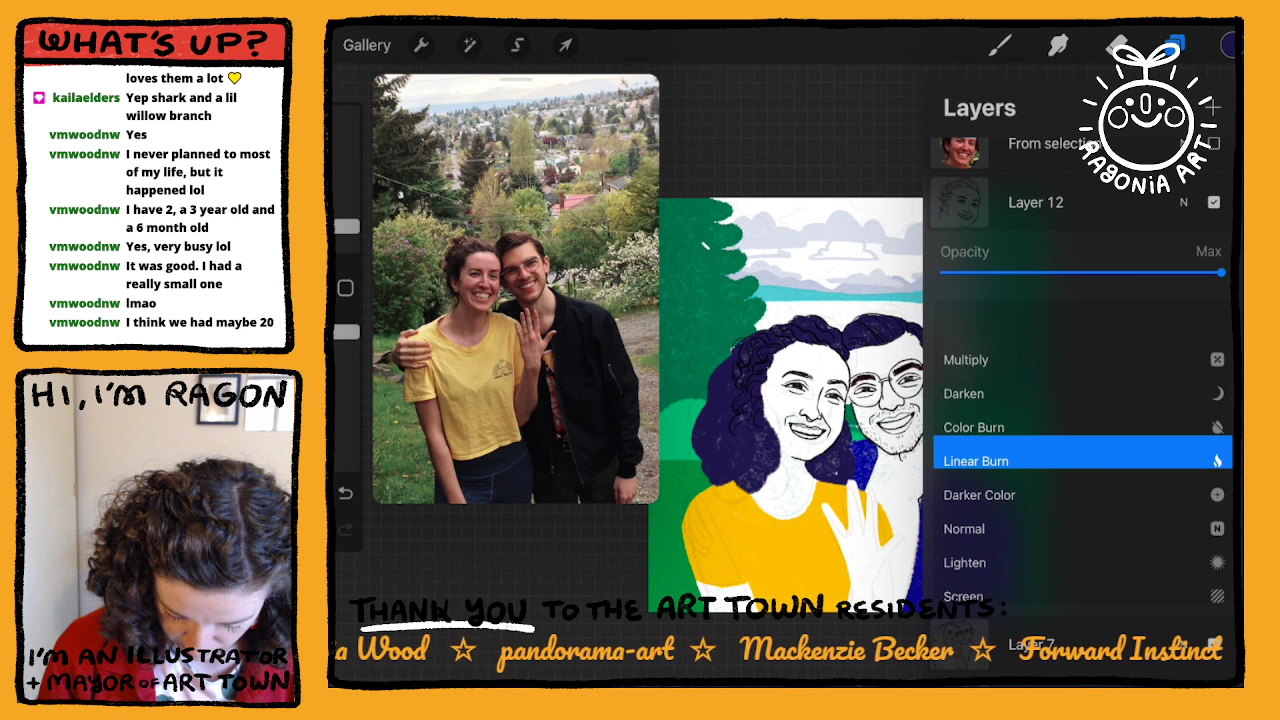 WHAT'S UP?
loves them a lot 💛
kailaelders Yep shark and a lil
willow branch
vmwoodnw Yes
vmwoodnw I never planned to most
of my life, but it
happened lol
vmwoodnw I have 2, a 3 year old and
a 6 month old
vmwoodnw Yes, very busy lol
vmwoodnw It was good. I had a
really small one
vmwoodnw lmao
vmwoodnw I think we had maybe 20
HI, I'M RAGON
I'M AN ILLUSTRATOR
+ MAYOR OF ART TOWN
Gallery
Layers
From selection
Layer 12 N
Opacity Max
Multiply
Darken
Color Burn
Linear Burn
Darker Color
Normal N
Lighten
Screen
Layer 7
RAGONIA ART
THANK YOU TO THE ART TOWN RESIDENTS:
a Wood ☆ pandorama-art ☆ Mackenzie Becker ☆ Forward Instinct